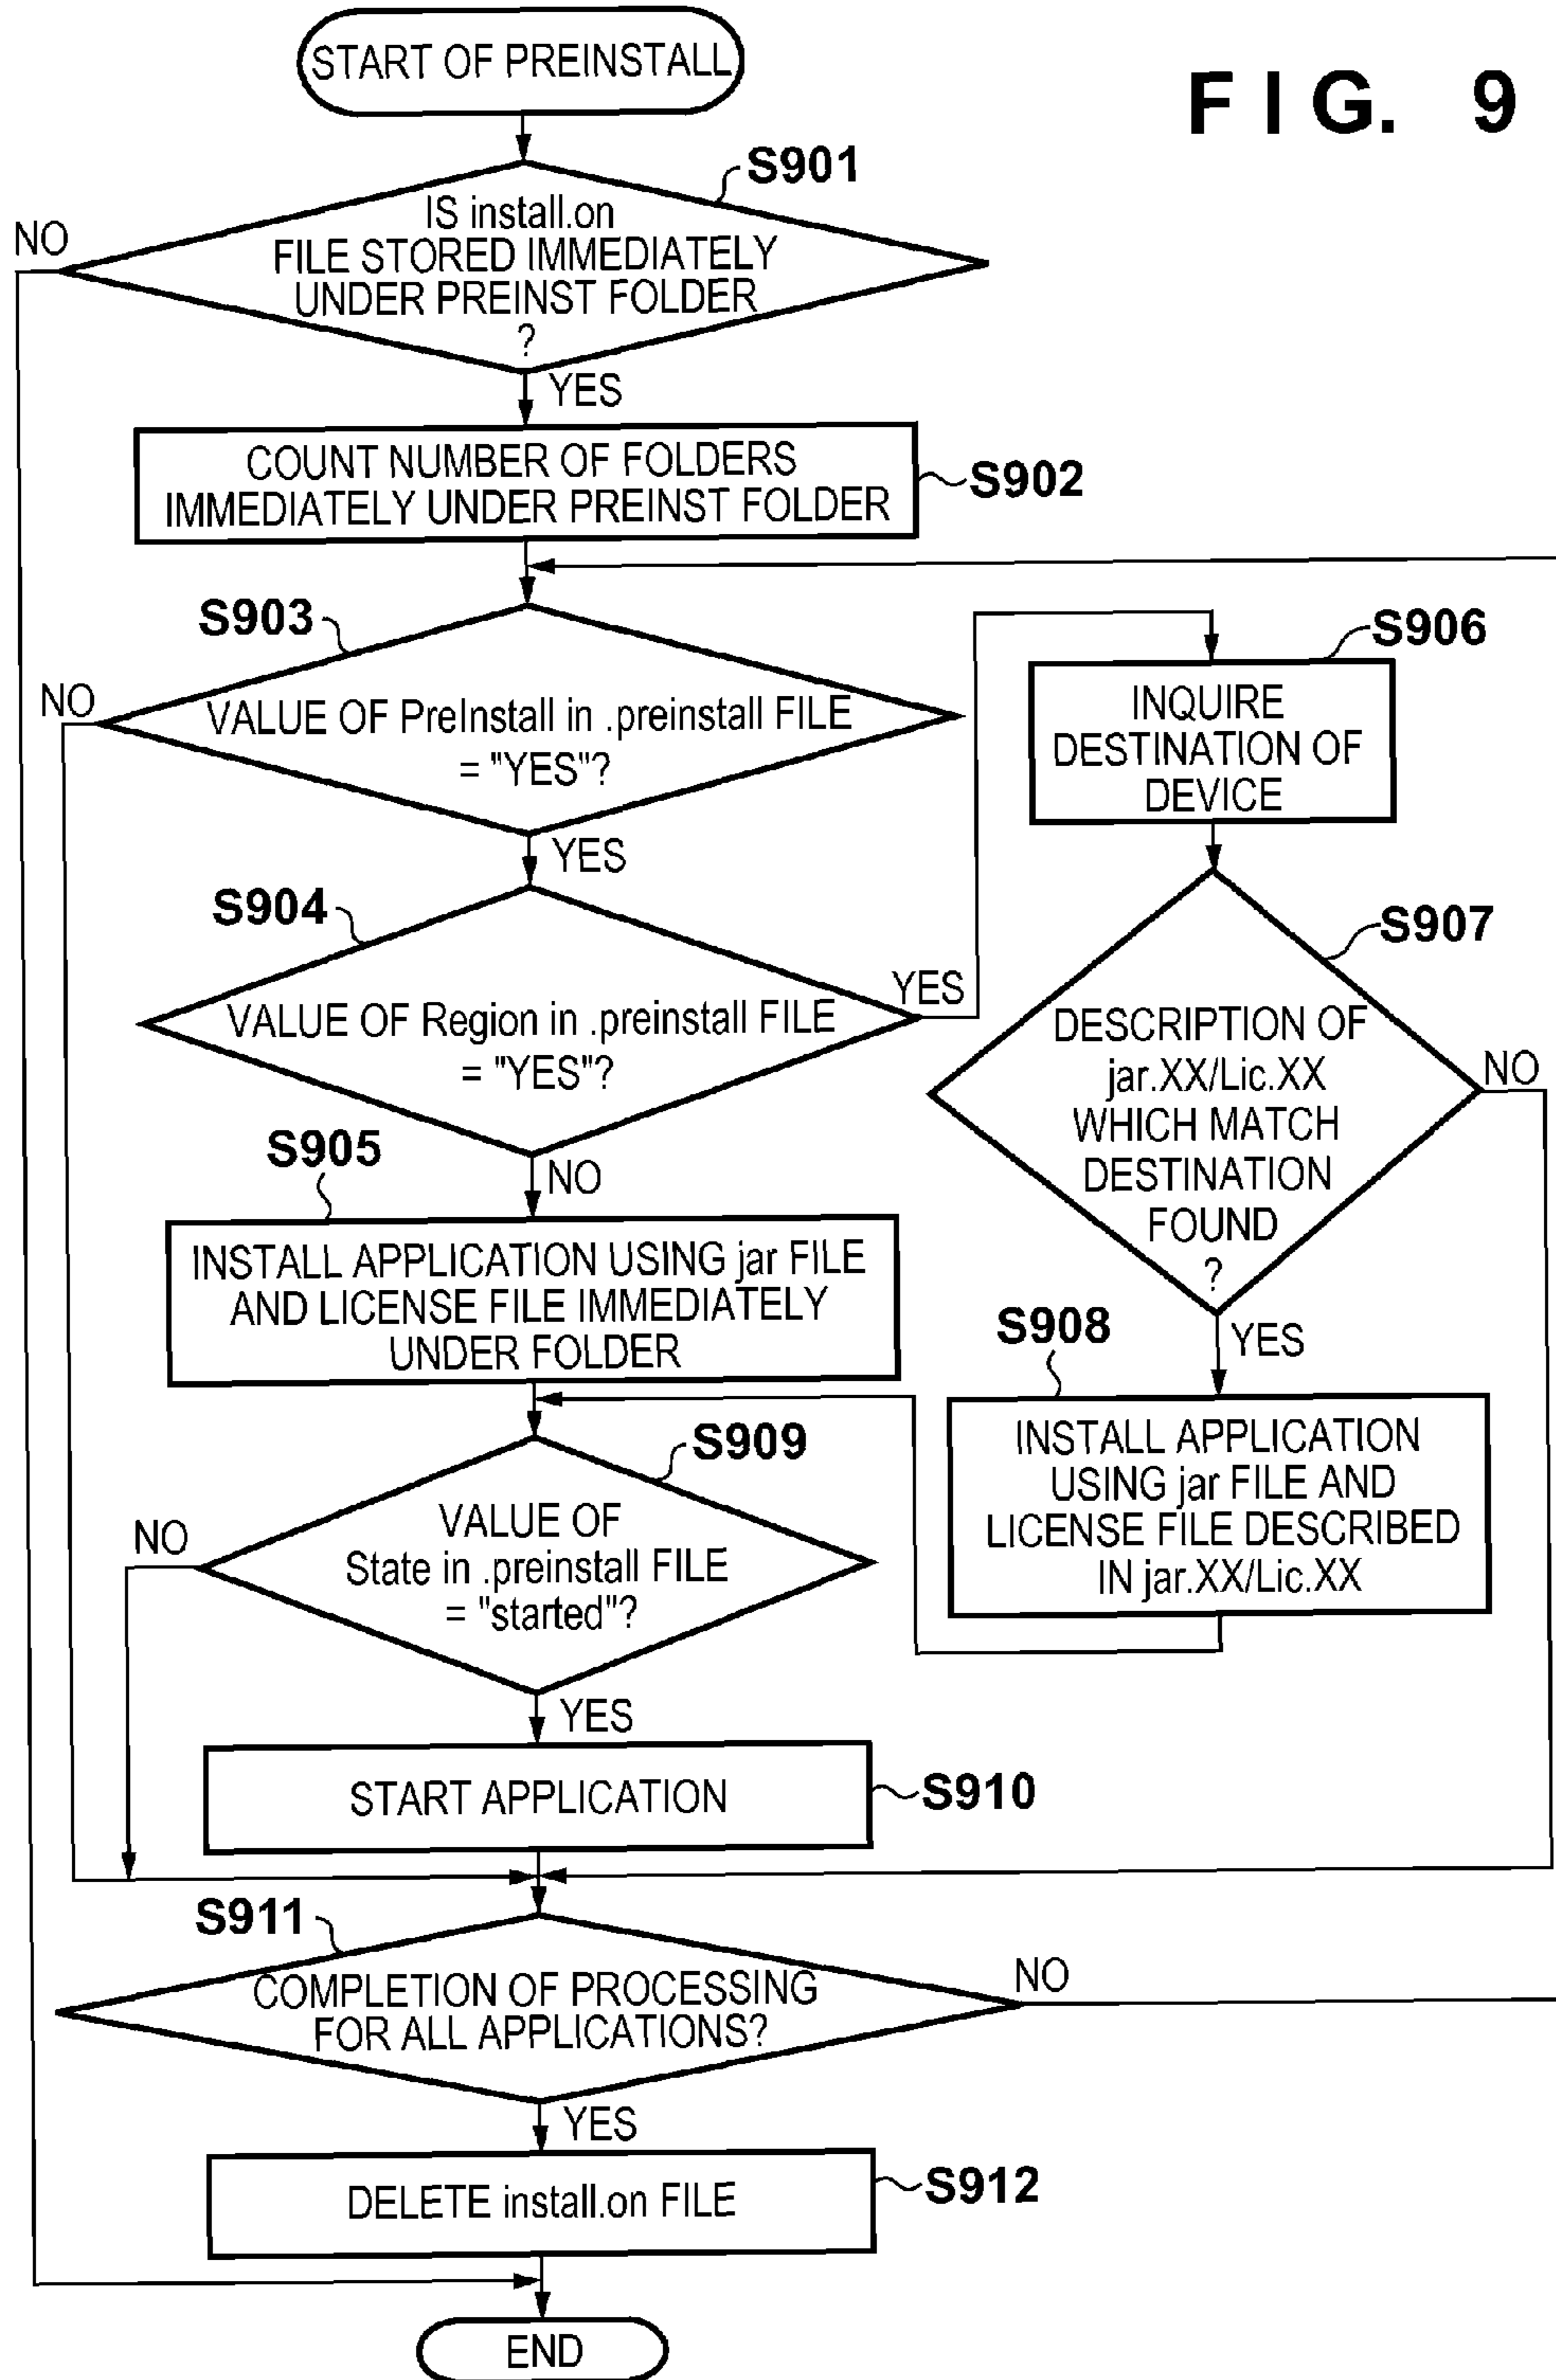 START OF PREINSTALL
FIG. 9
S901
IS install.on
FILE STORED IMMEDIATELY
UNDER PREINST FOLDER
?
NO
YES
COUNT NUMBER OF FOLDERS
IMMEDIATELY UNDER PREINST FOLDER
S902
S903
NO
VALUE OF PreInstall in .preinstall FILE
= "YES"?
YES
S904
VALUE OF Region in .preinstall FILE
= "YES"?
YES
NO
S905
INSTALL APPLICATION USING jar FILE
AND LICENSE FILE IMMEDIATELY
UNDER FOLDER
S906
INQUIRE
DESTINATION OF
DEVICE
S907
DESCRIPTION OF
jar.XX/Lic.XX
WHICH MATCH
DESTINATION
FOUND
?
NO
YES
S908
INSTALL APPLICATION
USING jar FILE AND
LICENSE FILE DESCRIBED
IN jar.XX/Lic.XX
S909
VALUE OF
State in .preinstall FILE
= "started"?
NO
YES
START APPLICATION
S910
S911
COMPLETION OF PROCESSING
FOR ALL APPLICATIONS?
NO
YES
DELETE install.on FILE
S912
END